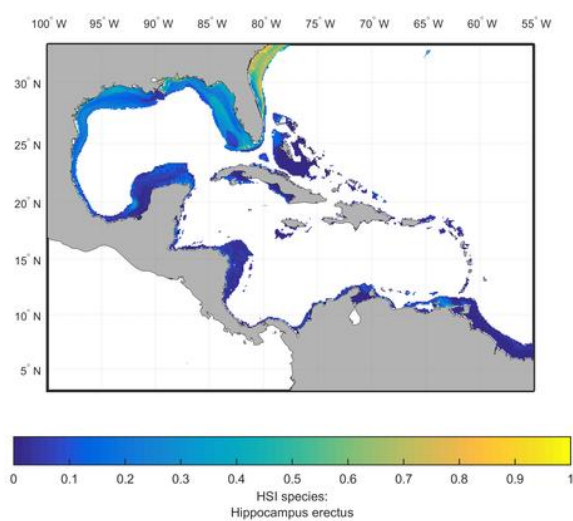 100° W 95° W 90° W 85° W 80° W 75° W 70° W 65° W 60° W 55° W
30° N
25° N
20° N
15° N
10° N
5° N
0 0.1 0.2 0.3 0.4 0.5 0.6 0.7 0.8 0.9 1
HSI species:
Hippocampus erectus